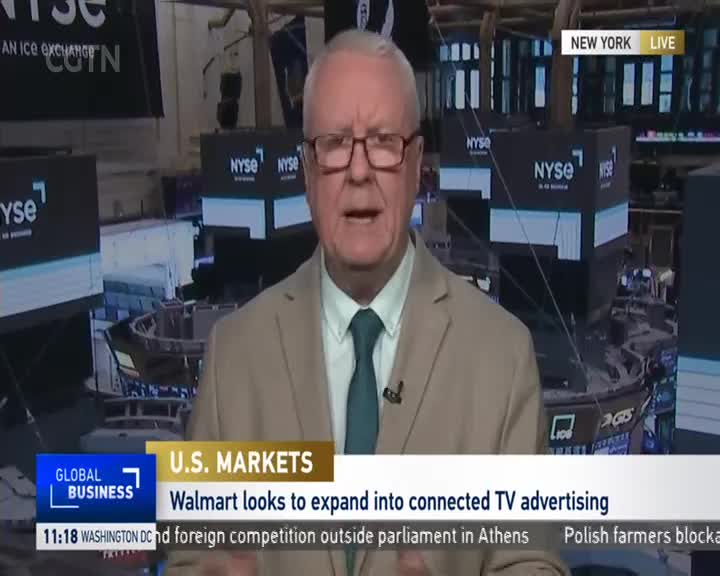 NYSE
AN ICE EXCHANGE
CGTN
NEW YORK LIVE
NYSE
NYSE
NYSE
NYSE
NYSE
ice
DTG
U.S. MARKETS
GLOBAL
BUSINESS
Walmart looks to expand into connected TV advertising
11:18 WASHINGTON DC
nd foreign competition outside parliament in Athens Polish farmers blocka